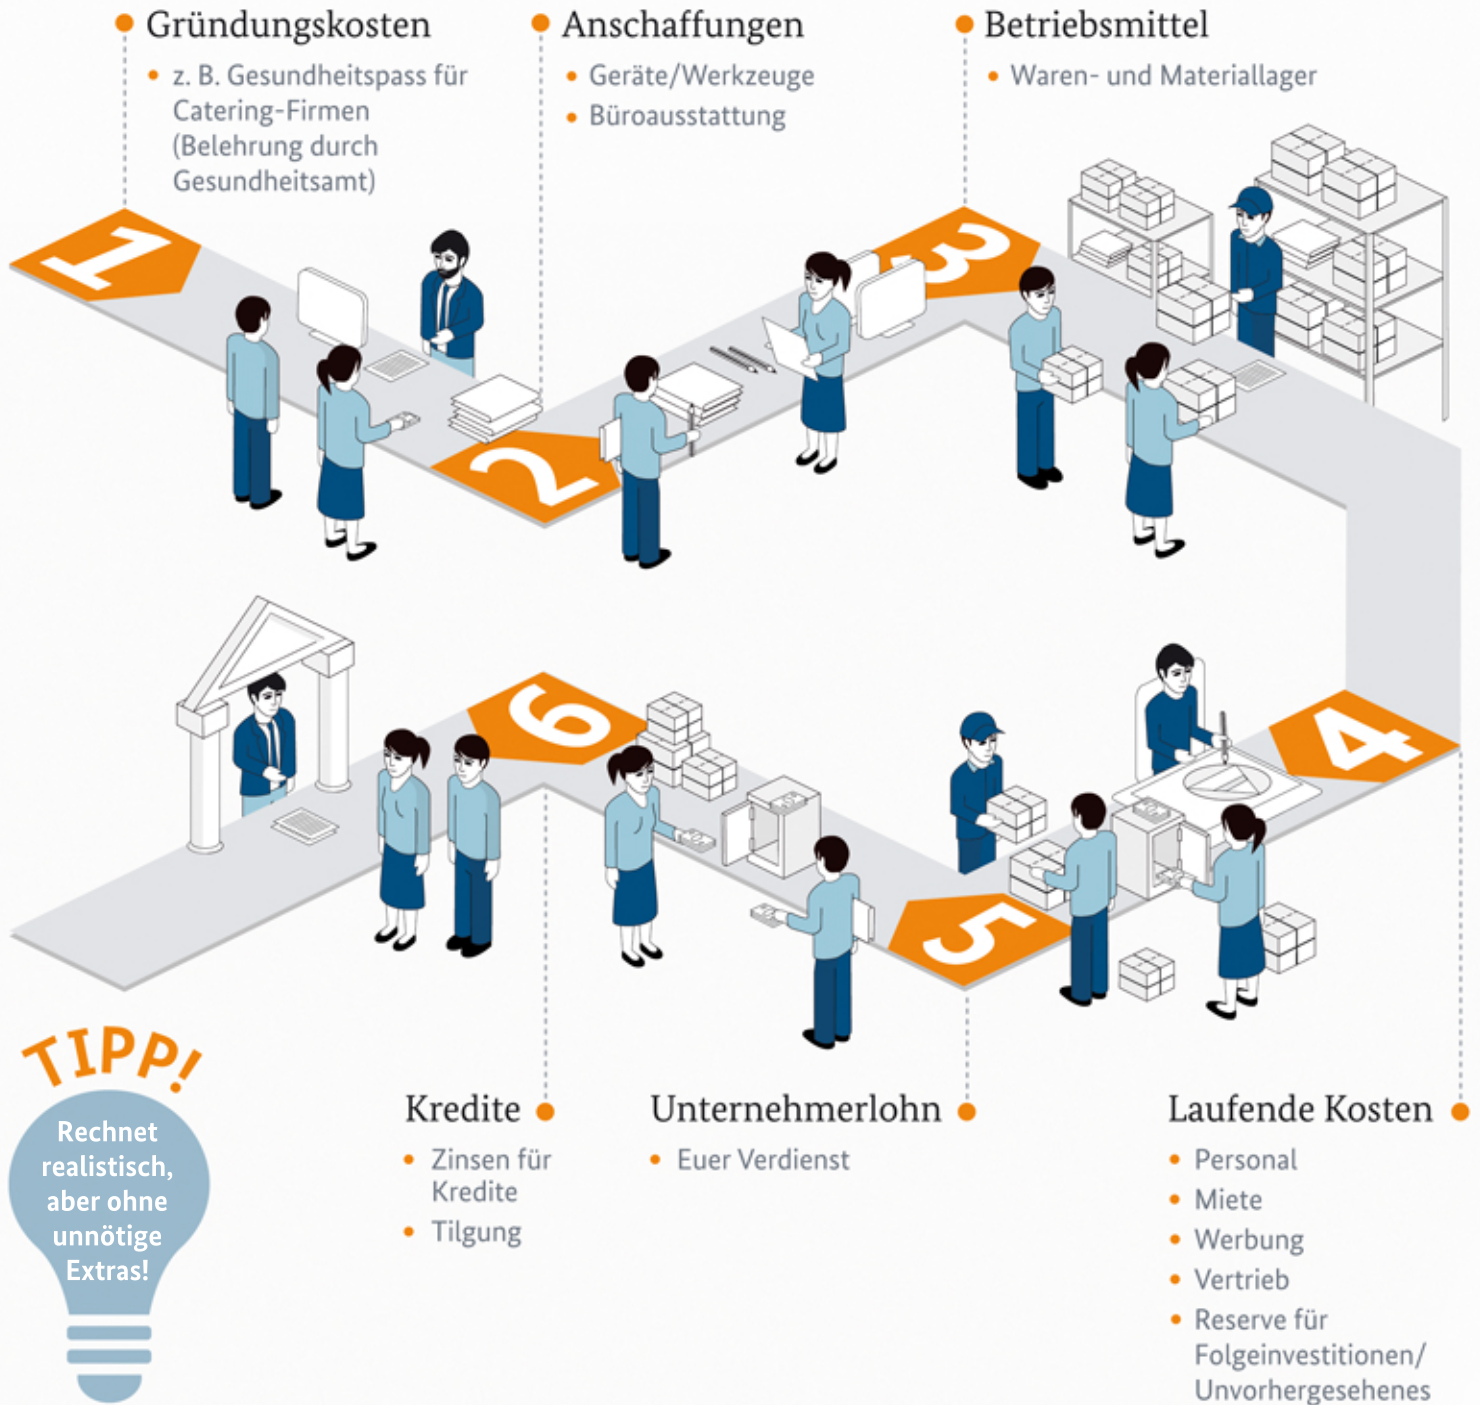 Gründungskosten
z. B. Gesundheitspass für
Catering-Firmen
(Belehrung durch
Gesundheitsamt)
Anschaffungen
Geräte/Werkzeuge
Büroausstattung
Betriebsmittel
Waren- und Materiallager
1
2
3
4
5
6
Laufende Kosten
Personal
Miete
Werbung
Vertrieb
Reserve für
Folgeinvestitionen/
Unvorhergesehenes
Unternehmerlohn
Euer Verdienst
Kredite
Zinsen für
Kredite
Tilgung
TIPP!
Rechnet
realistisch,
aber ohne
unnötige
Extras!